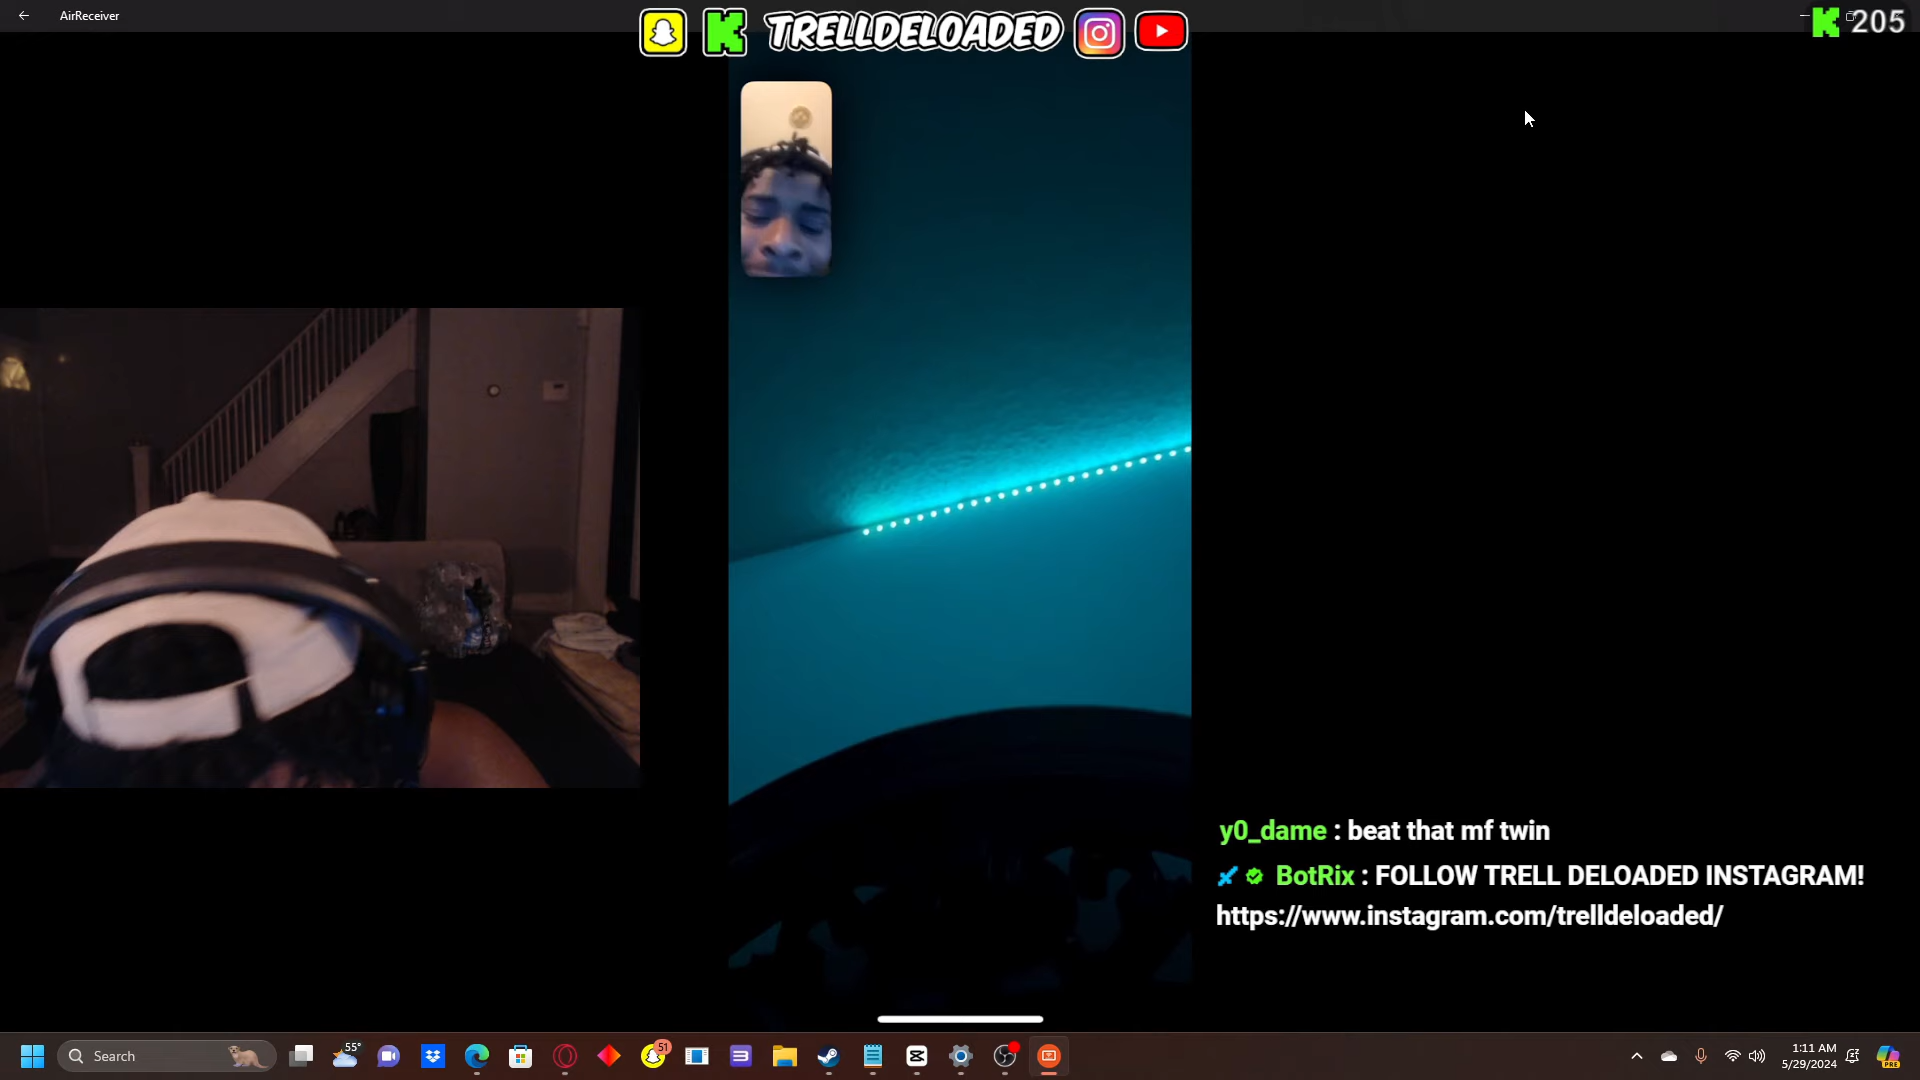 AirReceiver
TRELLDELOADED
K 205
y0_dame : beat that mf twin
BotRix : FOLLOW TRELL DELOADED INSTAGRAM!
https://www.instagram.com/trelldeloaded/
Search
55°
51
1:11 AM
5/29/2024
PRE